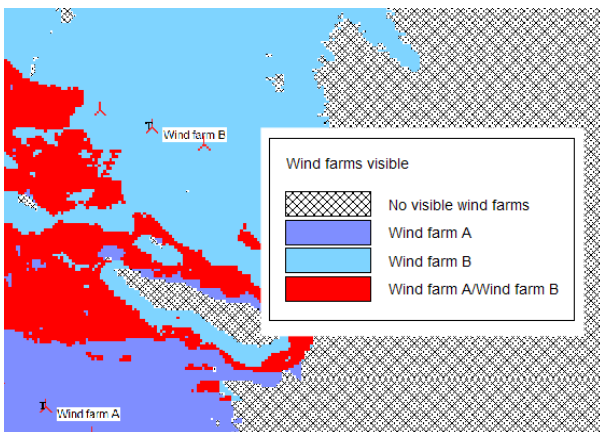 Wind farm B
Wind farms visible
No visible wind farms
Wind farm A
Wind farm B
Wind farm A/Wind farm B
Wind farm A